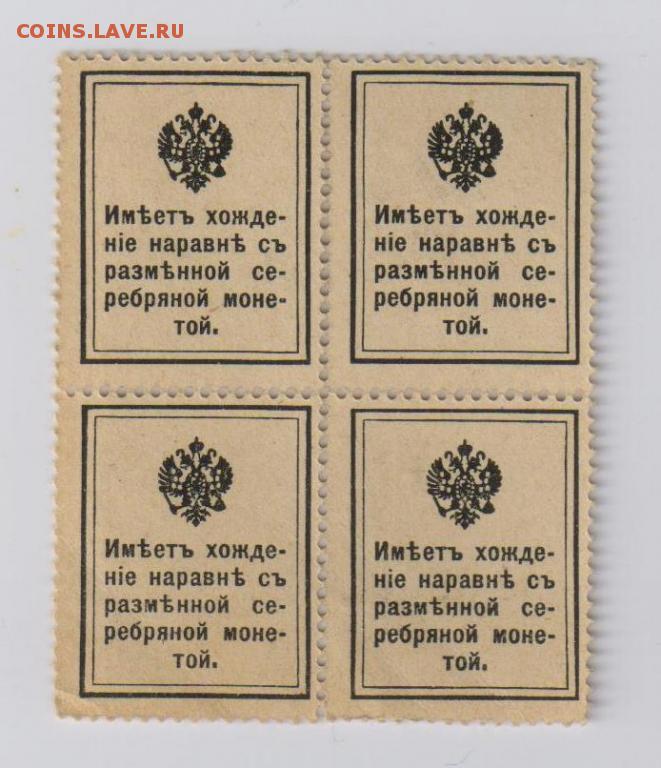 COINS.LAVE.RU
Имѣетъ хожде-
ніе наравнѣ съ
размѣнной се-
ребряной моне-
той.
Имѣетъ хожде-
ніе наравнѣ съ
размѣнной се-
ребряной моне-
той.
Имѣетъ хожде-
ніе наравнѣ съ
размѣнной се-
ребряной моне-
той.
Имѣетъ хожде-
ніе наравнѣ съ
размѣнной се-
ребряной моне-
той.